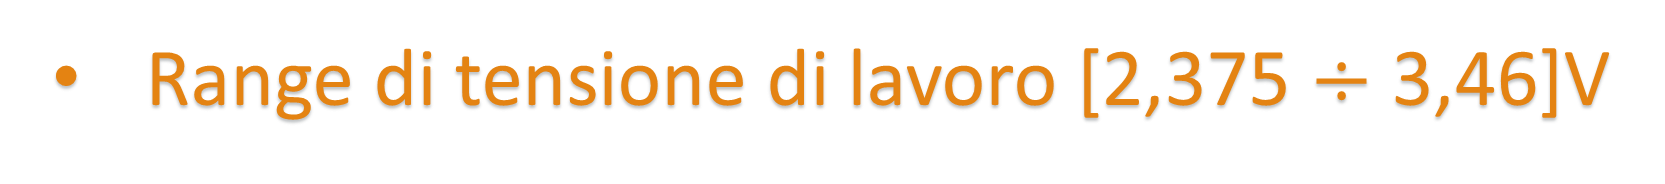 • Range di tensione di lavoro [2,375 ÷ 3,46]V